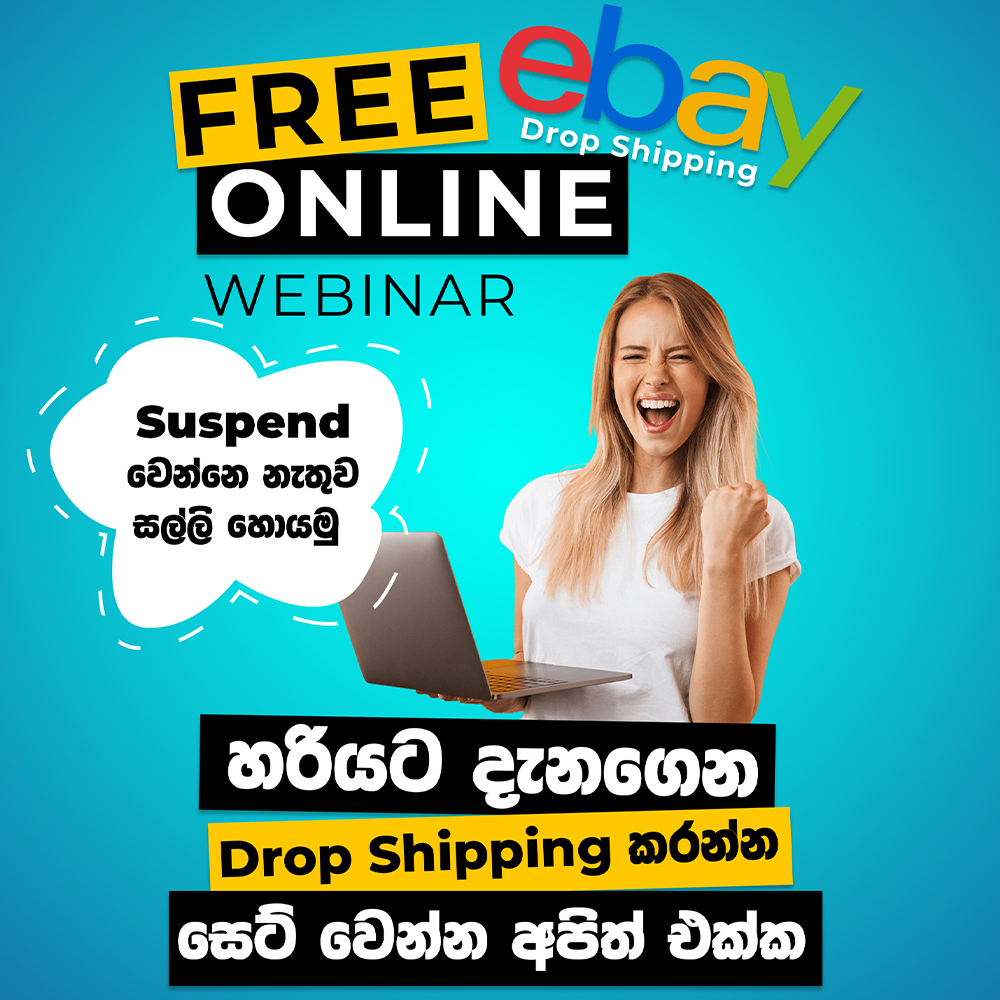 FREE
ebay
Drop Shipping
ONLINE
WEBINAR
Suspend
වෙන්නෙ නැතුව
සල්ලි හොයමු
හරියට දැනගෙන
Drop Shipping කරන්න
සෙට් වෙන්න අපිත් එක්ක